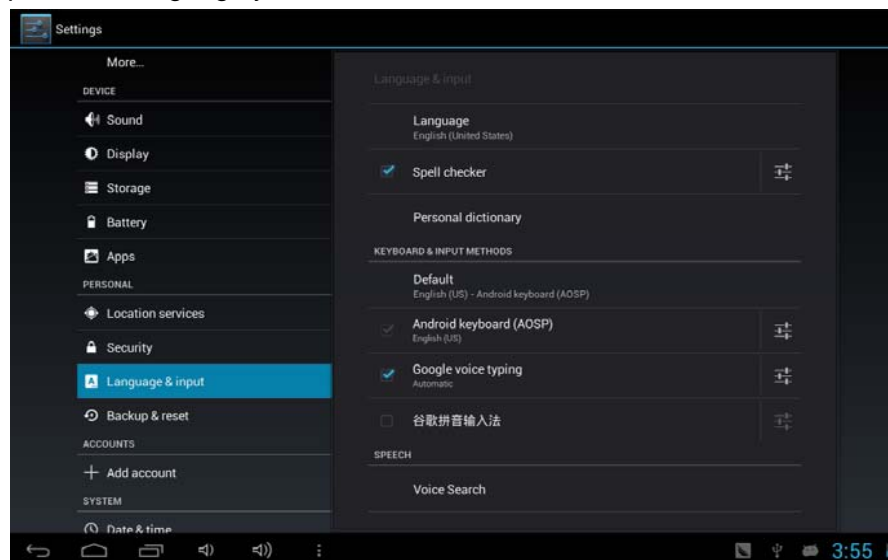 Settings
More...
DEVICE
Sound
Display
Storage
Battery
Apps
PERSONAL
Location services
Security
Language & input
Backup & reset
ACCOUNTS
Add account
SYSTEM
Date & time
Language & input
Language
English (United States)
Spell checker
Personal dictionary
KEYBOARD & INPUT METHODS
Default
English (US) - Android keyboard (AOSP)
Android keyboard (AOSP)
English (US)
Google voice typing
Automatic
谷歌拼音输入法
SPEECH
Voice Search
3:55